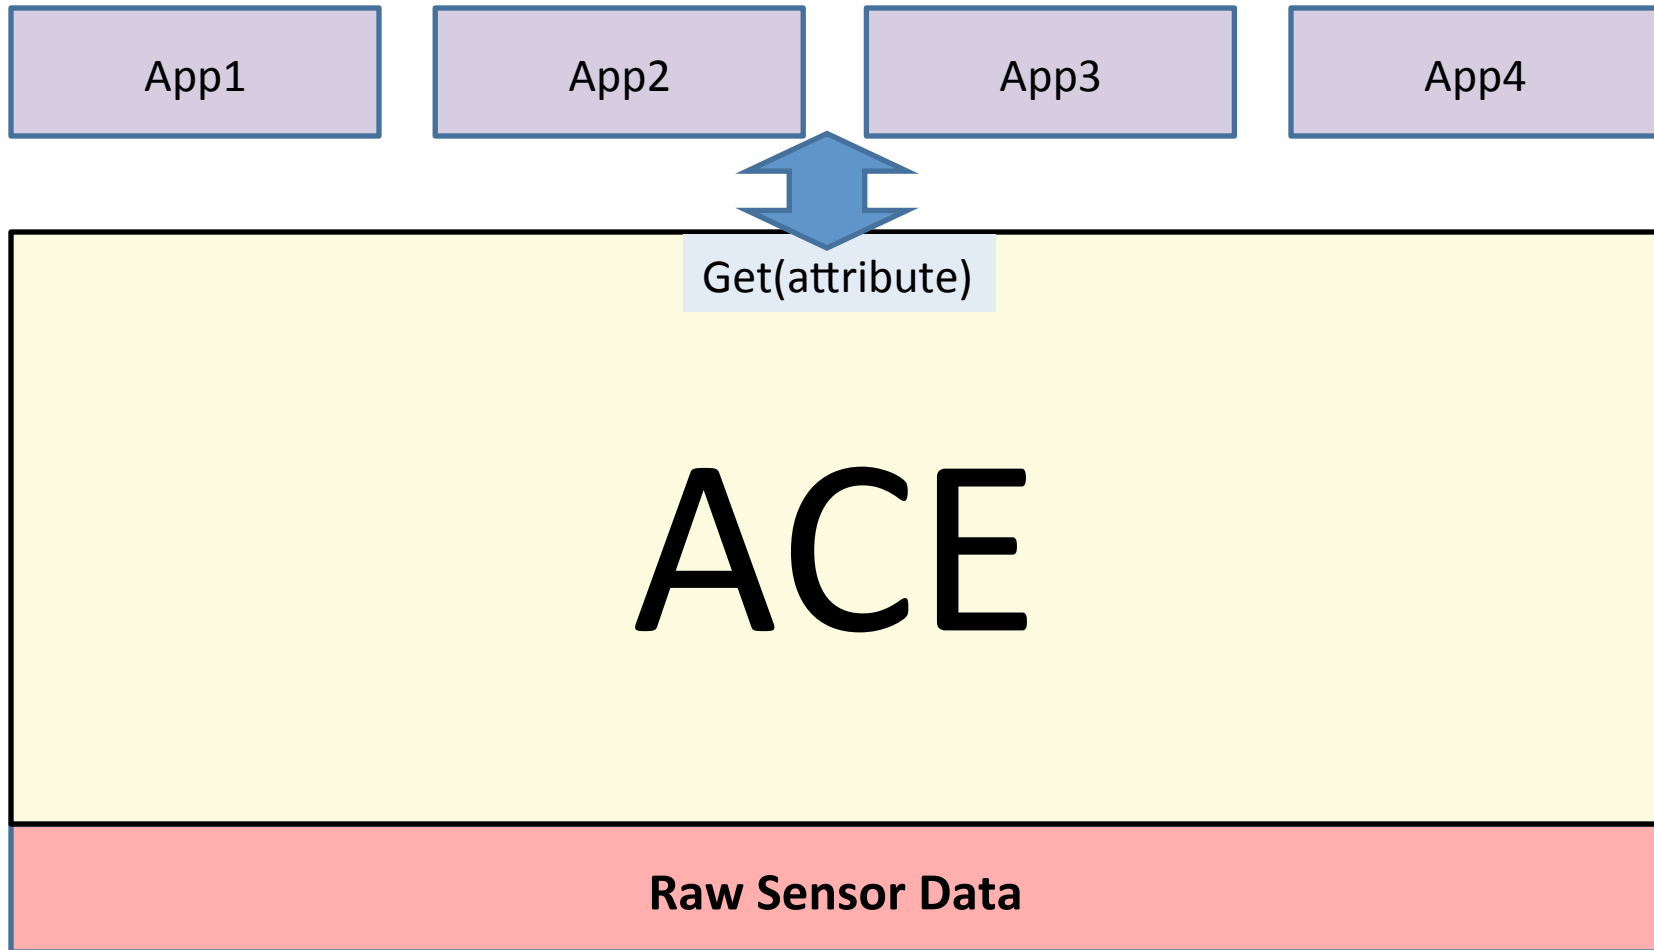 App1
App2
App3
App4
Get(attribute)
ACE
Raw Sensor Data